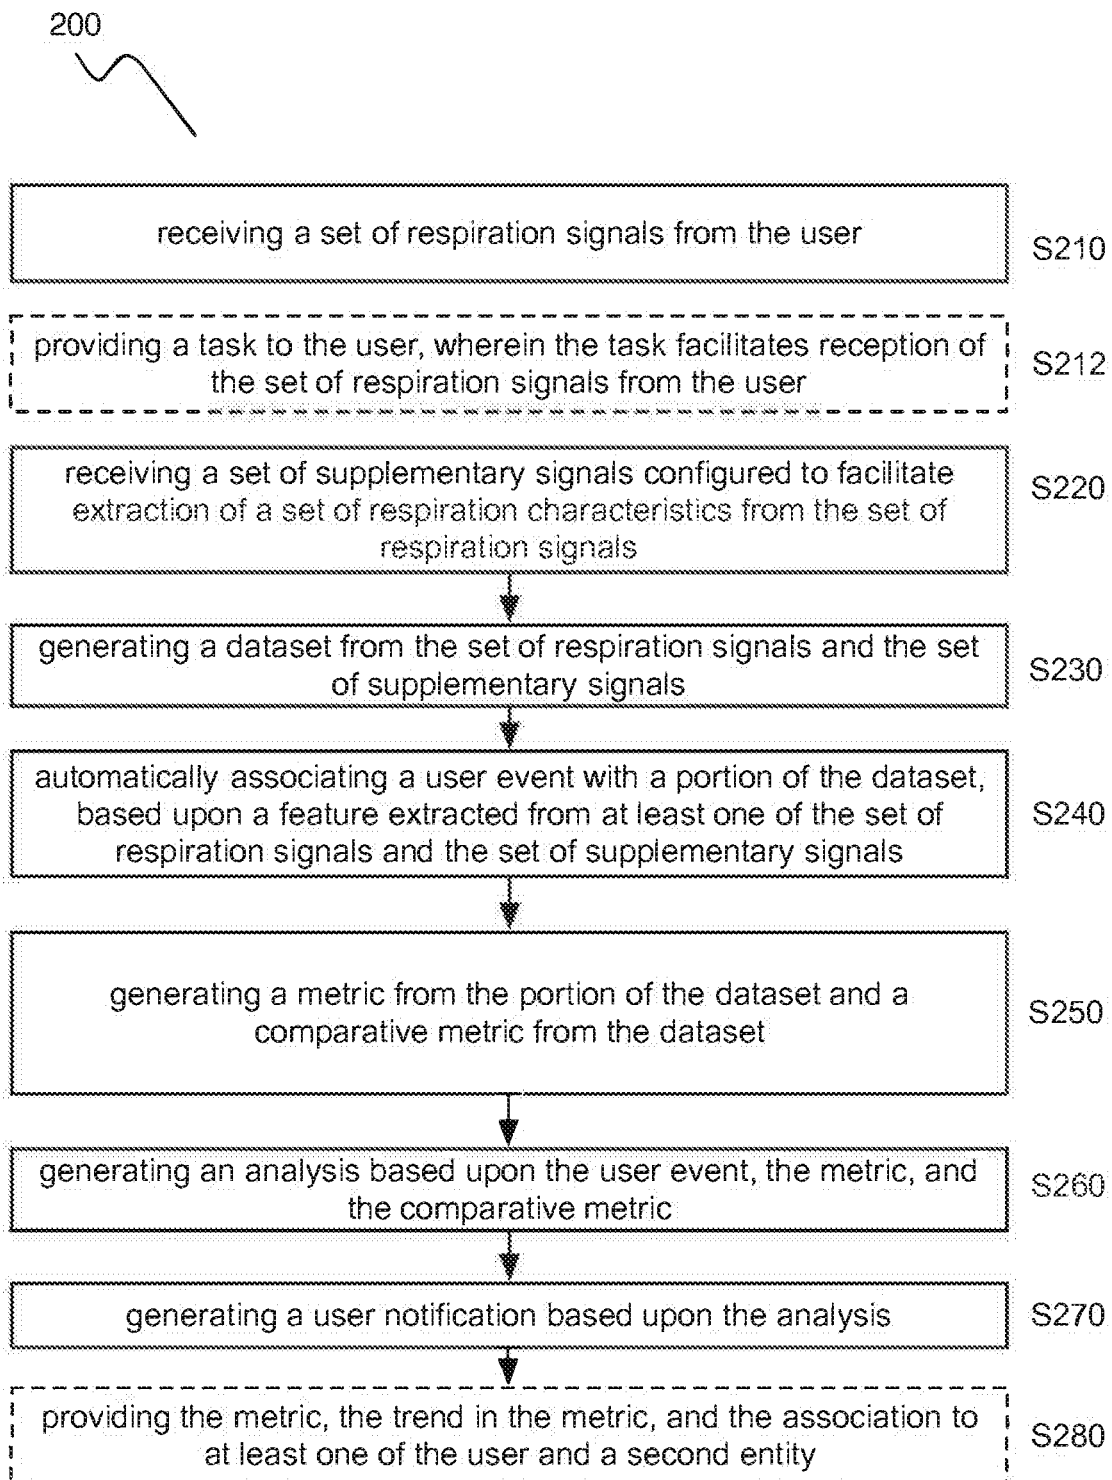 200
receiving a set of respiration signals from the user
S210
providing a task to the user, wherein the task facilitates reception of
the set of respiration signals from the user
S212
receiving a set of supplementary signals configured to facilitate
extraction of a set of respiration characteristics from the set of
respiration signals
S220
generating a dataset from the set of respiration signals and the set
of supplementary signals
S230
automatically associating a user event with a portion of the dataset,
based upon a feature extracted from at least one of the set of
respiration signals and the set of supplementary signals
S240
generating a metric from the portion of the dataset and a
comparative metric from the dataset
S250
generating an analysis based upon the user event, the metric, and
the comparative metric
S260
generating a user notification based upon the analysis
S270
providing the metric, the trend in the metric, and the association to
at least one of the user and a second entity
S280